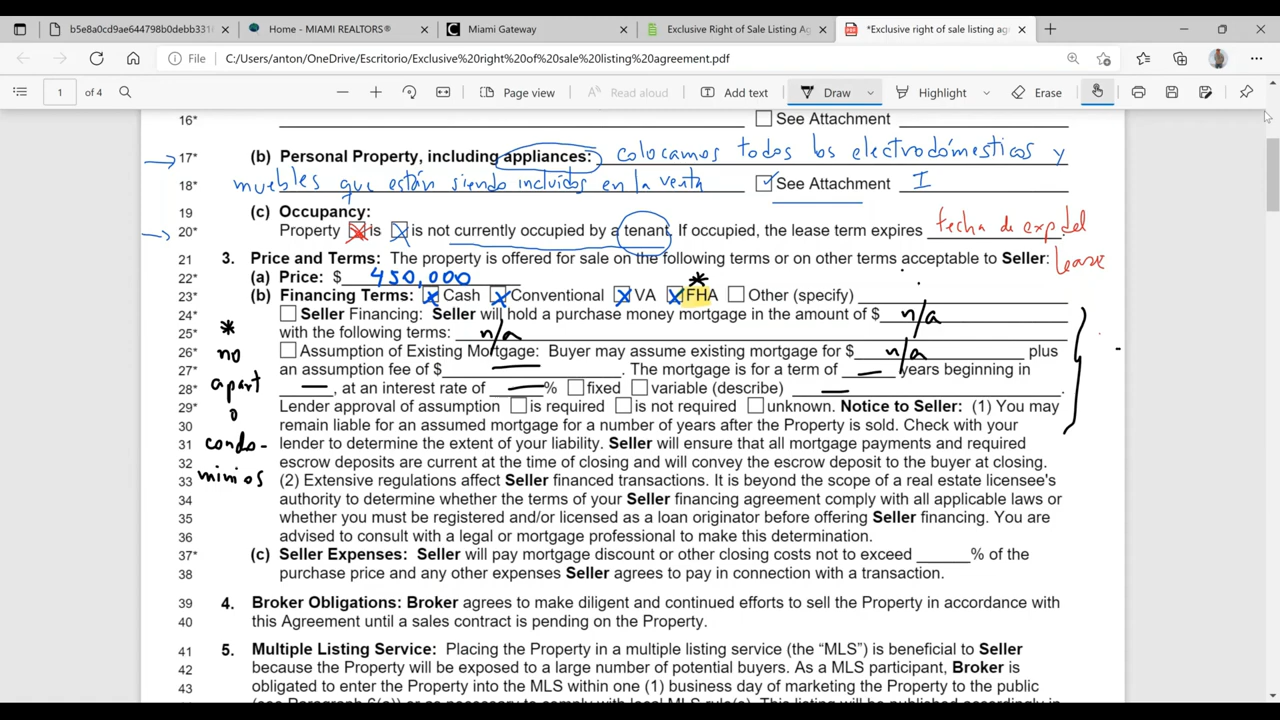 b5e8a0cd9ae644798b0debb331
Home - MIAMI REALTORS®
Miami Gateway
Exclusive Right of Sale Listing Ag
*Exclusive right of sale listing ag
File C:/Users/anton/OneDrive/Escritorio/Exclusive%20right%20of%20sale%20listing%20agreement.pdf
1 of 4 Page view Read aloud Add text Draw Highlight Erase
16* See Attachment
17* (b) Personal Property, including appliances: colocamos todos los electrodómesticos y
18* muebles que están siendo incluidos en la venta See Attachment I
19 (c) Occupancy:
20* Property is is not currently occupied by a tenant. If occupied, the lease term expires fecha de exp del
lease
21 3. Price and Terms: The property is offered for sale on the following terms or on other terms acceptable to Seller:
22* (a) Price: $ 450,000
23* (b) Financing Terms: Cash Conventional VA FHA Other (specify)
*
24* Seller Financing: Seller will hold a purchase money mortgage in the amount of $ n/a
25* with the following terms: n/a
26* Assumption of Existing Mortgage: Buyer may assume existing mortgage for $ n/a plus
27* an assumption fee of $ — . The mortgage is for a term of — years beginning in
28* — , at an interest rate of — % fixed variable (describe) — .
29* Lender approval of assumption is required is not required unknown. Notice to Seller: (1) You may
30 remain liable for an assumed mortgage for a number of years after the Property is sold. Check with your
31 lender to determine the extent of your liability. Seller will ensure that all mortgage payments and required
32 escrow deposits are current at the time of closing and will convey the escrow deposit to the buyer at closing.
33 (2) Extensive regulations affect Seller financed transactions. It is beyond the scope of a real estate licensee's
34 authority to determine whether the terms of your Seller financing agreement comply with all applicable laws or
35 whether you must be registered and/or licensed as a loan originator before offering Seller financing. You are
36 advised to consult with a legal or mortgage professional to make this determination.
* no
apart
o
condo-
minios
37* (c) Seller Expenses: Seller will pay mortgage discount or other closing costs not to exceed ______% of the
38 purchase price and any other expenses Seller agrees to pay in connection with a transaction.
39 4. Broker Obligations: Broker agrees to make diligent and continued efforts to sell the Property in accordance with
40 this Agreement until a sales contract is pending on the Property.
41 5. Multiple Listing Service: Placing the Property in a multiple listing service (the “MLS”) is beneficial to Seller
42 because the Property will be exposed to a large number of potential buyers. As a MLS participant, Broker is
43 obligated to enter the Property into the MLS within one (1) business day of marketing the Property to the public